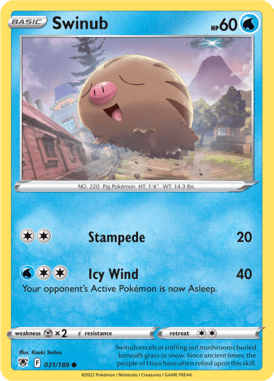 BASIC
Swinub
HP60
NO. 220. Pig Pokémon. HT. 1'4" WT. 14.3 lbs.
Stampede 20
Icy Wind 40
Your opponent's Active Pokémon is now Asleep.
weakness ×2 resistance retreat
Illus. Kouki Saitou
F 031/189
Swinub excels at sniffing out mushrooms buried
beneath grass or snow. Since ancient times, the
people of Hisui have often relied upon this skill.
©2022 Pokémon / Nintendo / Creatures / GAME FREAK